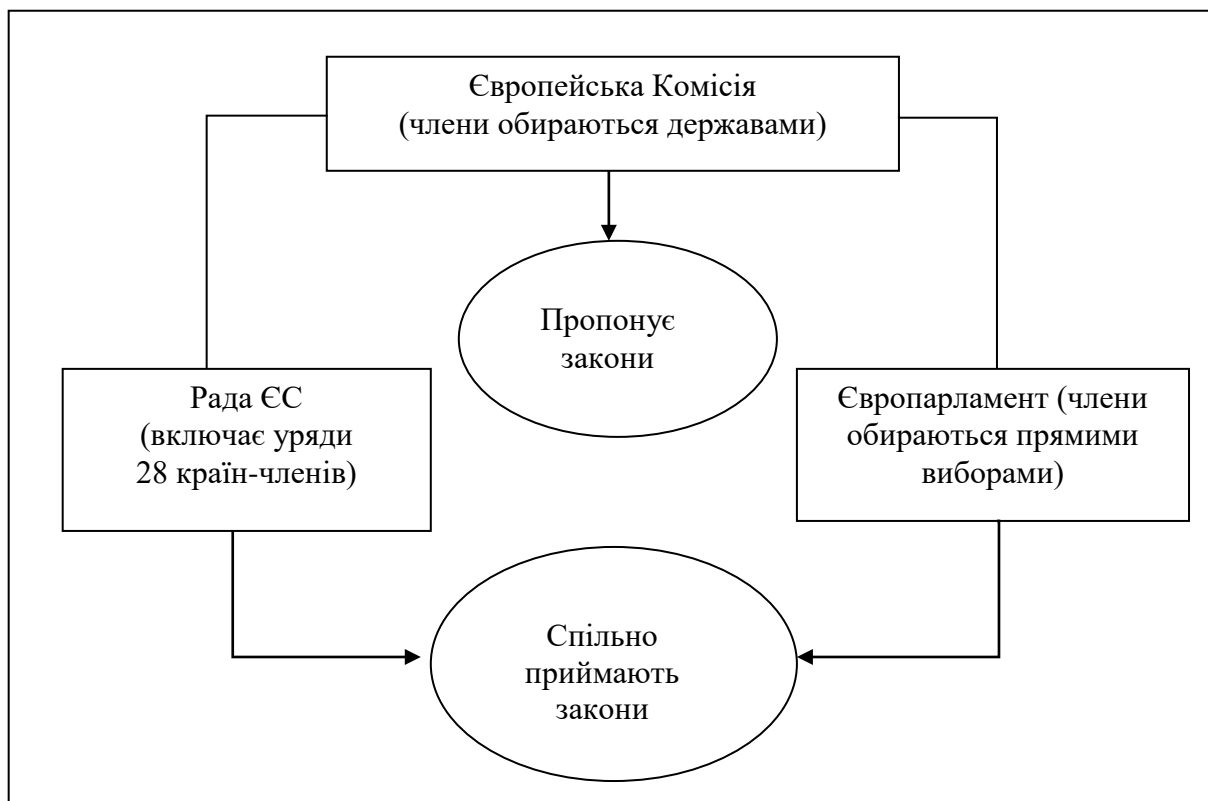 Європейська Комісія
(члени обираються державами)
Пропонує
закони
Рада ЄС
(включає уряди
28 країн-членів)
Європарламент (члени
обираються прямими
виборами)
Спільно
приймають
закони